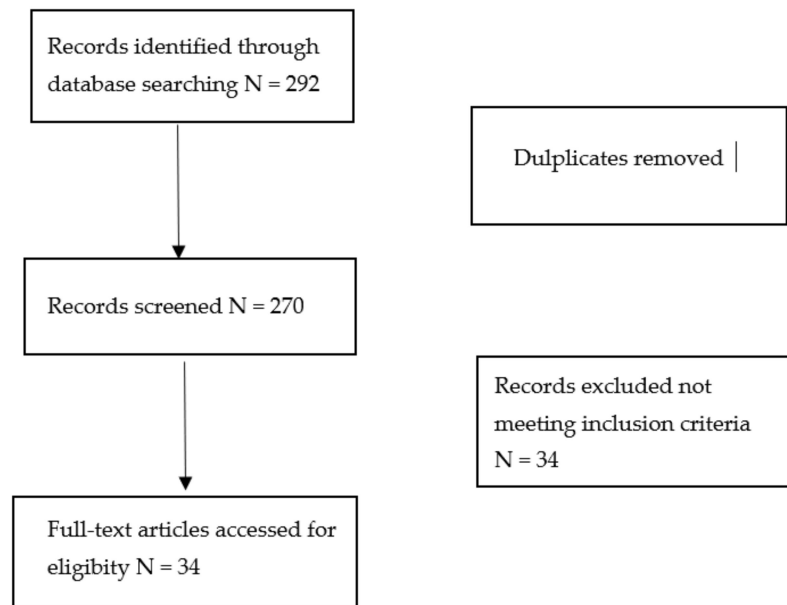 Records identified through
database searching N = 292
Dulplicates removed
Records screened N = 270
Records excluded not
meeting inclusion criteria
N = 34
Full-text articles accessed for
eligibity N = 34